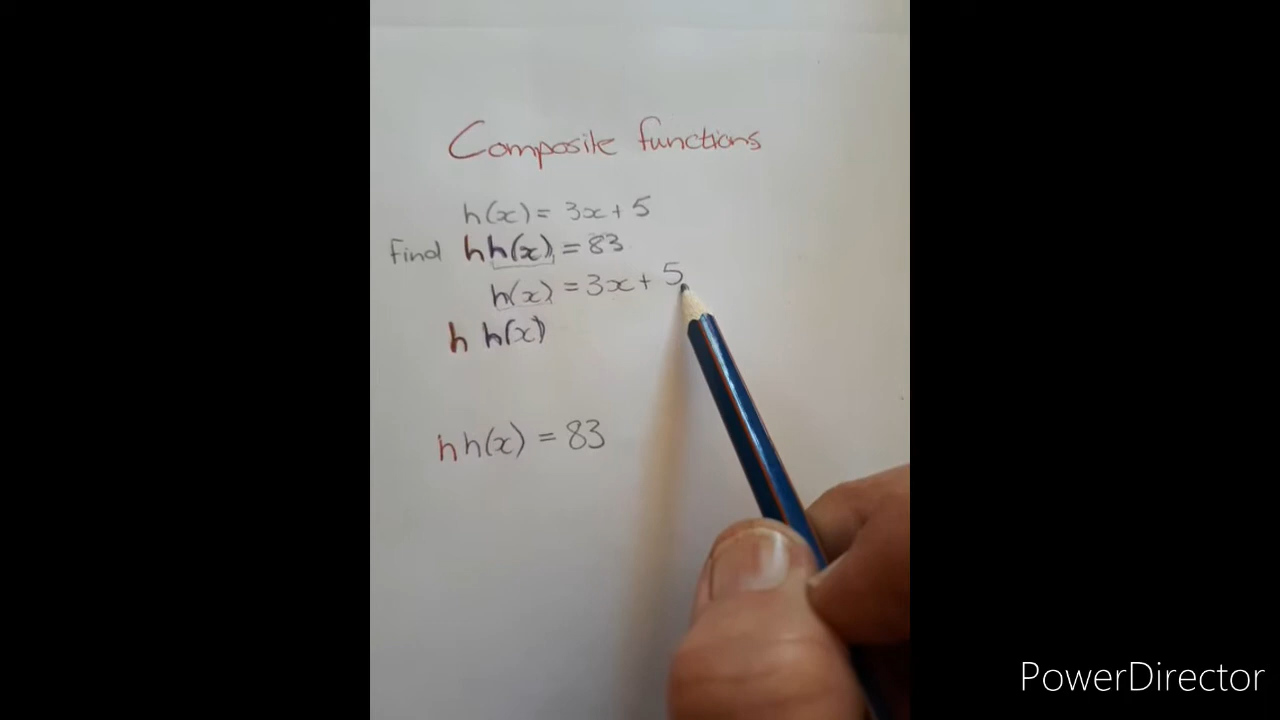 Composite functions
h(x) = 3x + 5
Find hh(x) = 83
h(x) = 3x + 5
h h(x)
hh(x) = 83
PowerDirector